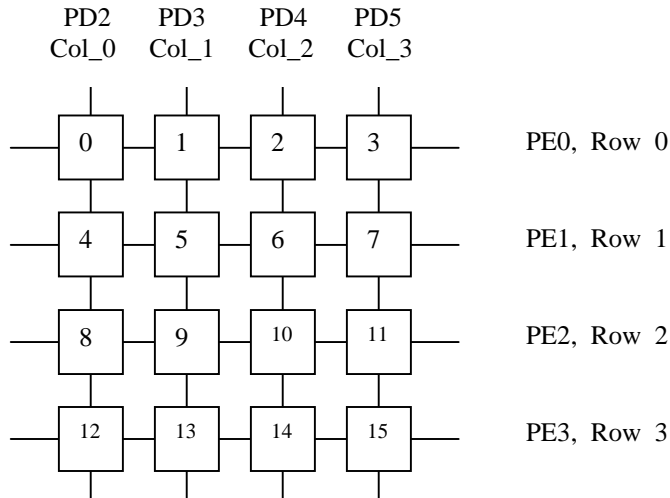 PD2 PD3 PD4 PD5
Col_0 Col_1 Col_2 Col_3
0 1 2 3 PE0, Row 0
4 5 6 7 PE1, Row 1
8 9 10 11 PE2, Row 2
12 13 14 15 PE3, Row 3